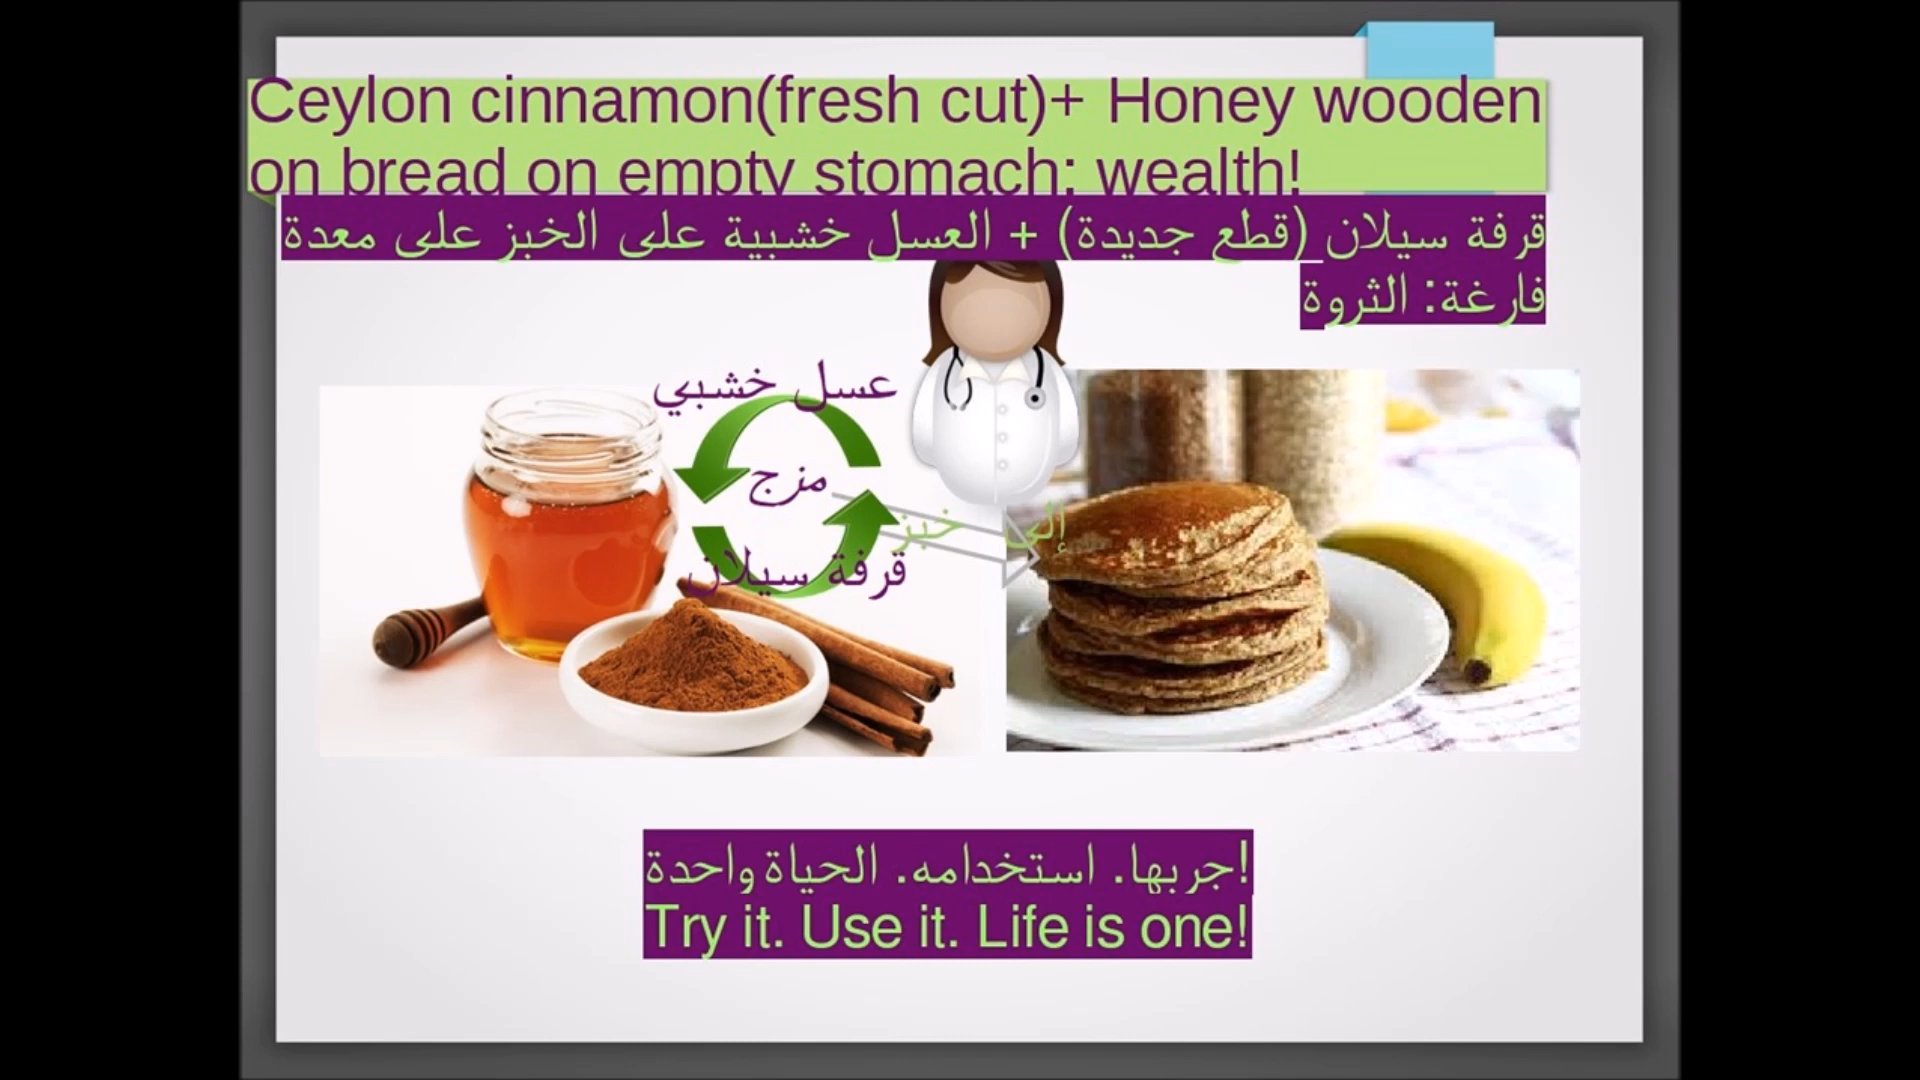 Ceylon cinnamon(fresh cut)+ Honey wooden
on bread on empty stomach: wealth!
قرفة سيلان (قطع جديدة) + العسل خشبية على الخبز على معدة
فارغة: الثروة
عسل خشبي
مزج
إلى خبز
قرفة سيلان
جربها. استخدامه. الحياة واحدة!
Try it. Use it. Life is one!